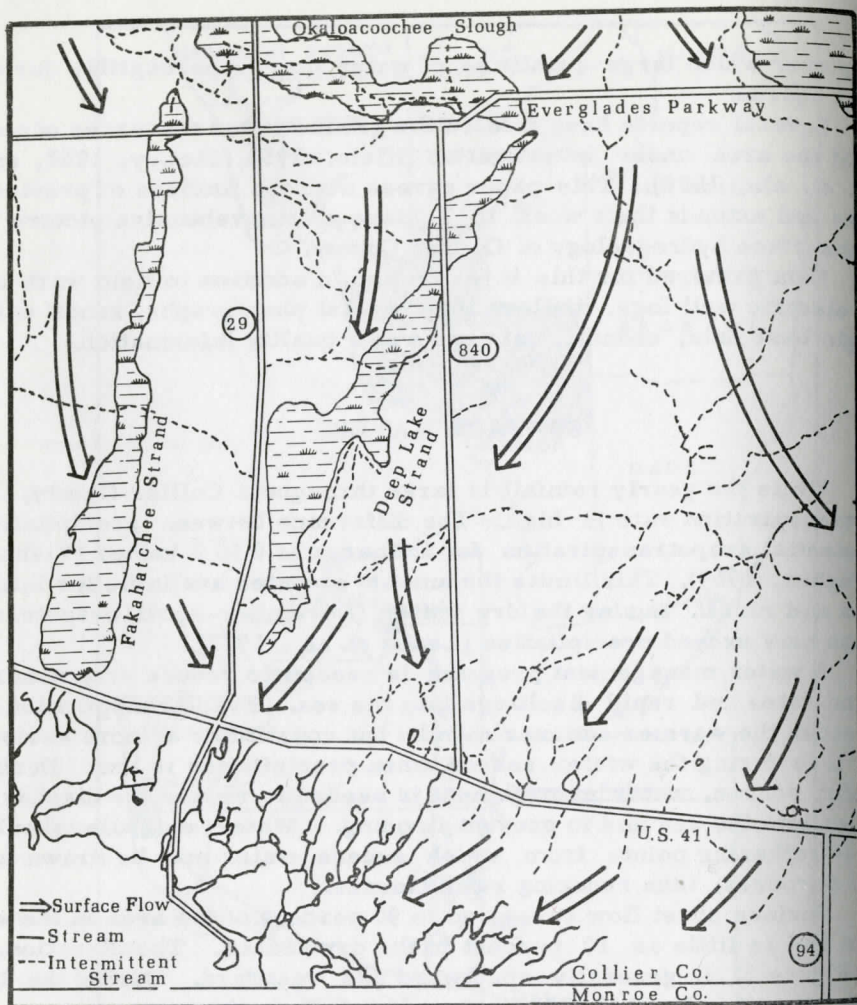 Okaloacoochee Slough
Everglades Parkway
29
840
Fakahatchee Strand
Deep Lake
Strand
U.S. 41
94
Surface Flow
Stream
Intermittent
Stream
Collier Co.
Monroe Co.